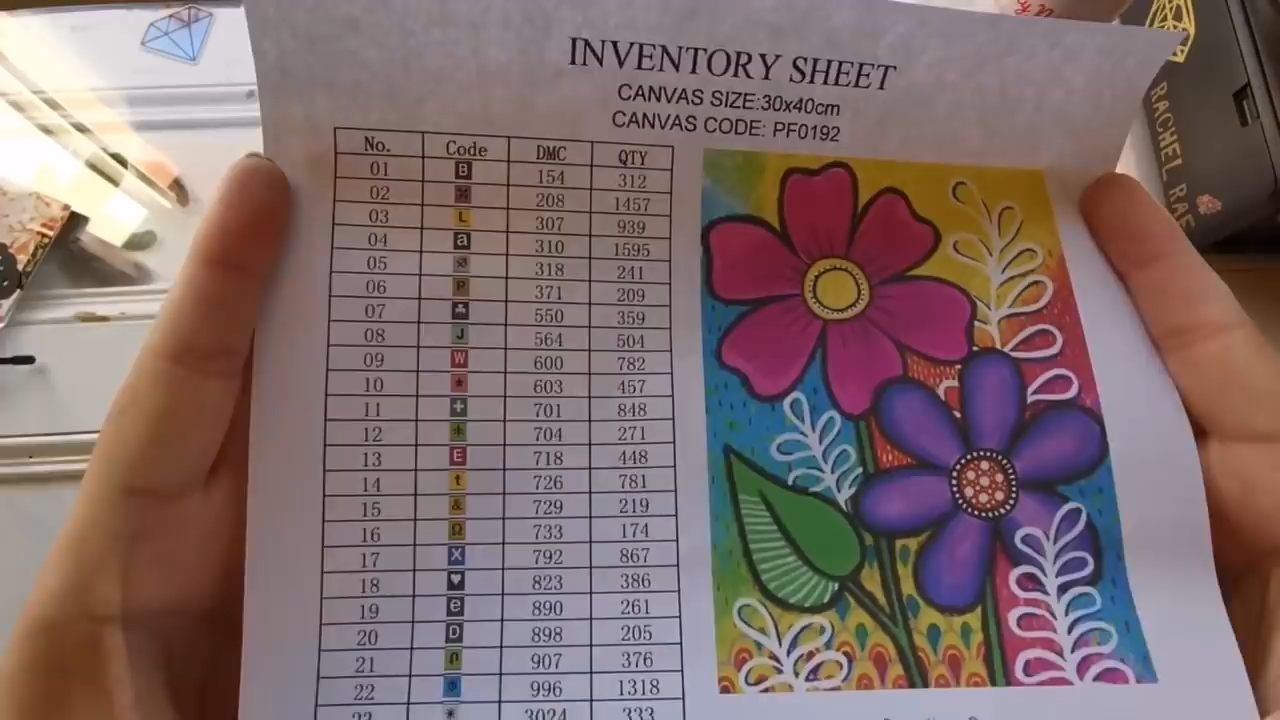 INVENTORY SHEET
CANVAS SIZE:30x40cm
CANVAS CODE: PF0192
No. Code DMC QTY
01 B 154 312
02 208 1457
03 L 307 939
04 a 310 1595
05 318 241
06 P 371 209
07 ♣ 550 359
08 J 564 504
09 W 600 782
10 ★ 603 457
11 + 701 848
12 704 271
13 E 718 448
14 t 726 781
15 & 729 219
16 Ω 733 174
17 X 792 867
18 ♥ 823 386
19 e 890 261
20 D 898 205
21 907 376
22 996 1318
23 ✳ 3024 333
RACHEL RAE